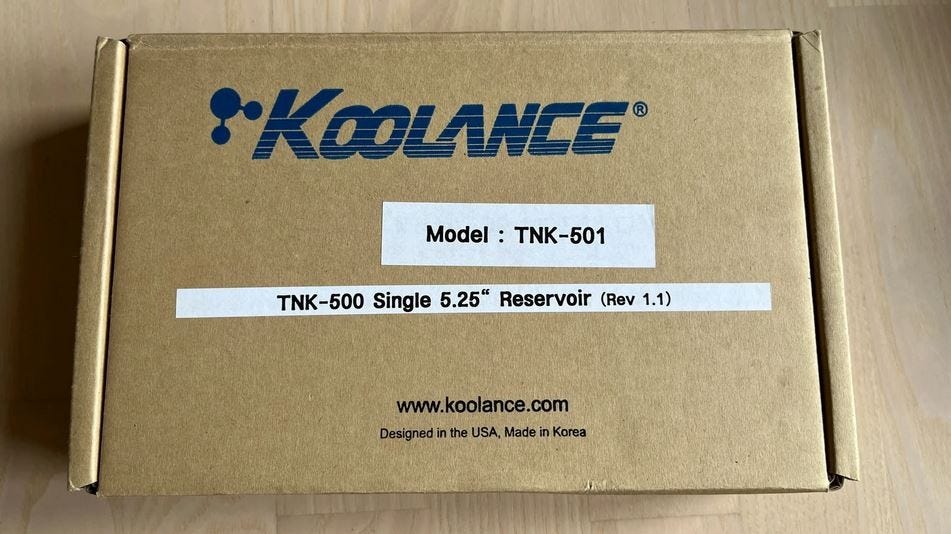 KOOLANCE®
Model : TNK-501
TNK-500 Single 5.25“ Reservoir (Rev 1.1)
www.koolance.com
Designed in the USA, Made in Korea